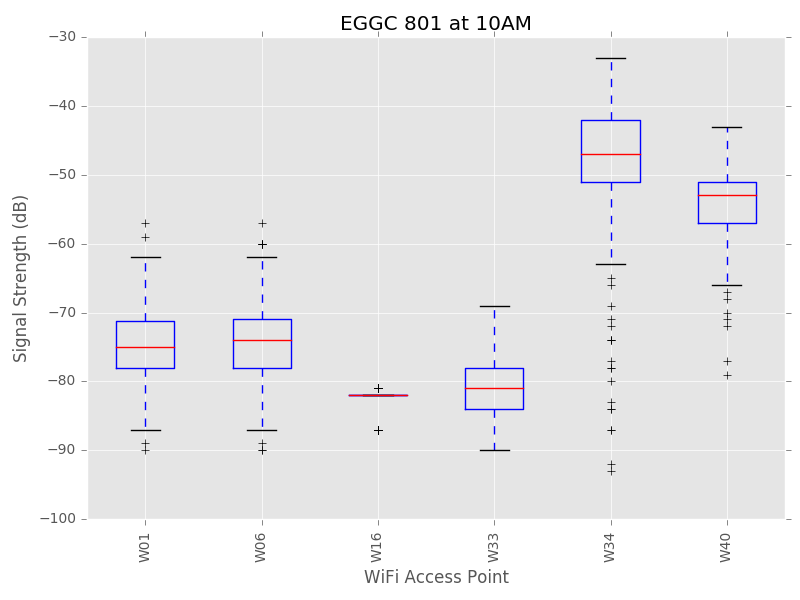 EGGC 801 at 10AM
−30
−40
−50
−60
−70
−80
−90
−100
Signal Strength (dB)
W01
W06
W16
W33
W34
W40
WiFi Access Point